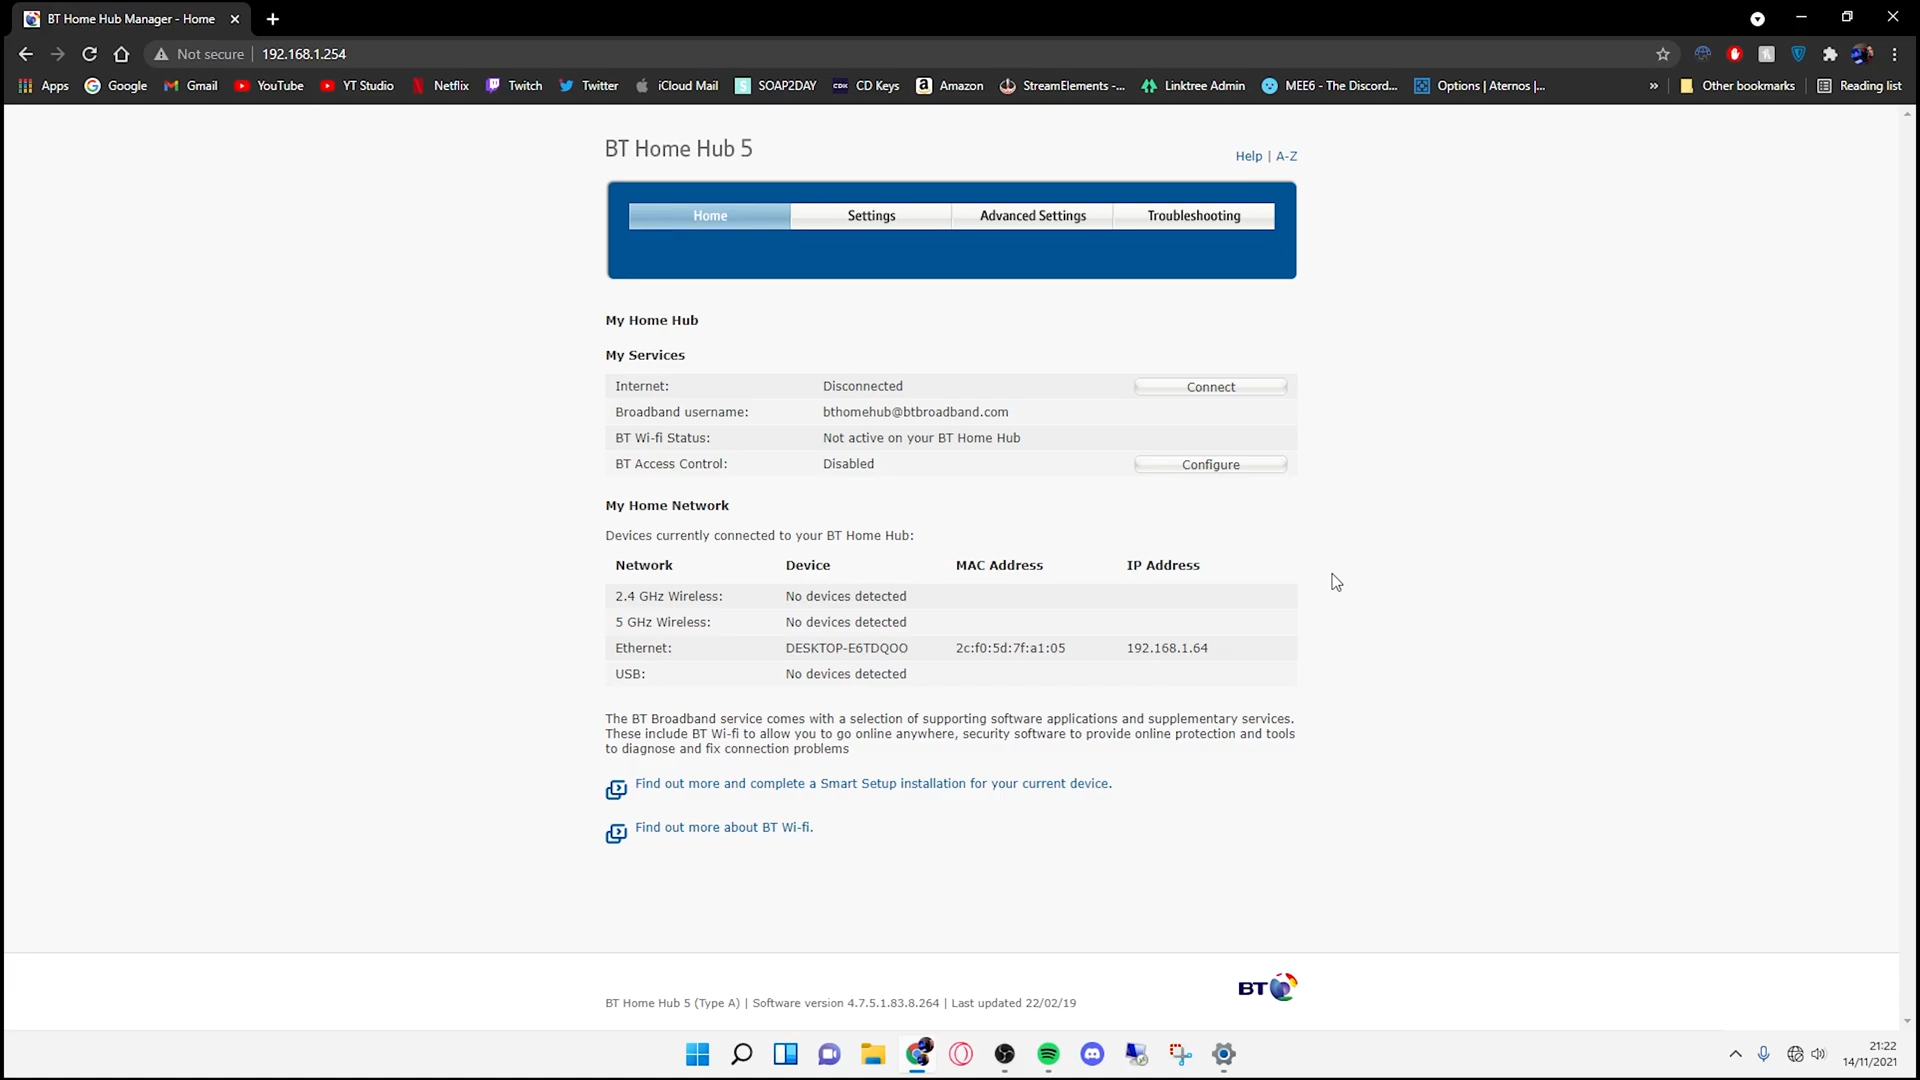 BT Home Hub Manager - Home
Not secure 192.168.1.254
Apps Google Gmail YouTube YT Studio Netflix Twitch Twitter iCloud Mail SOAP2DAY CD Keys Amazon StreamElements -... Linktree Admin MEE6 - The Discord... Options | Aternos |... » Other bookmarks Reading list
BT Home Hub 5
Help | A-Z
Home Settings Advanced Settings Troubleshooting
My Home Hub
My Services
Internet: Disconnected Connect
Broadband username: bthomehub@btbroadband.com
BT Wi-fi Status: Not active on your BT Home Hub
BT Access Control: Disabled Configure
My Home Network
Devices currently connected to your BT Home Hub:
Network Device MAC Address IP Address
2.4 GHz Wireless: No devices detected
5 GHz Wireless: No devices detected
Ethernet: DESKTOP-E6TDQOO 2c:f0:5d:7f:a1:05 192.168.1.64
USB: No devices detected
The BT Broadband service comes with a selection of supporting software applications and supplementary services.
These include BT Wi-fi to allow you to go online anywhere, security software to provide online protection and tools
to diagnose and fix connection problems
Find out more and complete a Smart Setup installation for your current device.
Find out more about BT Wi-fi.
BT
BT Home Hub 5 (Type A) | Software version 4.7.5.1.83.8.264 | Last updated 22/02/19
21:22
14/11/2021